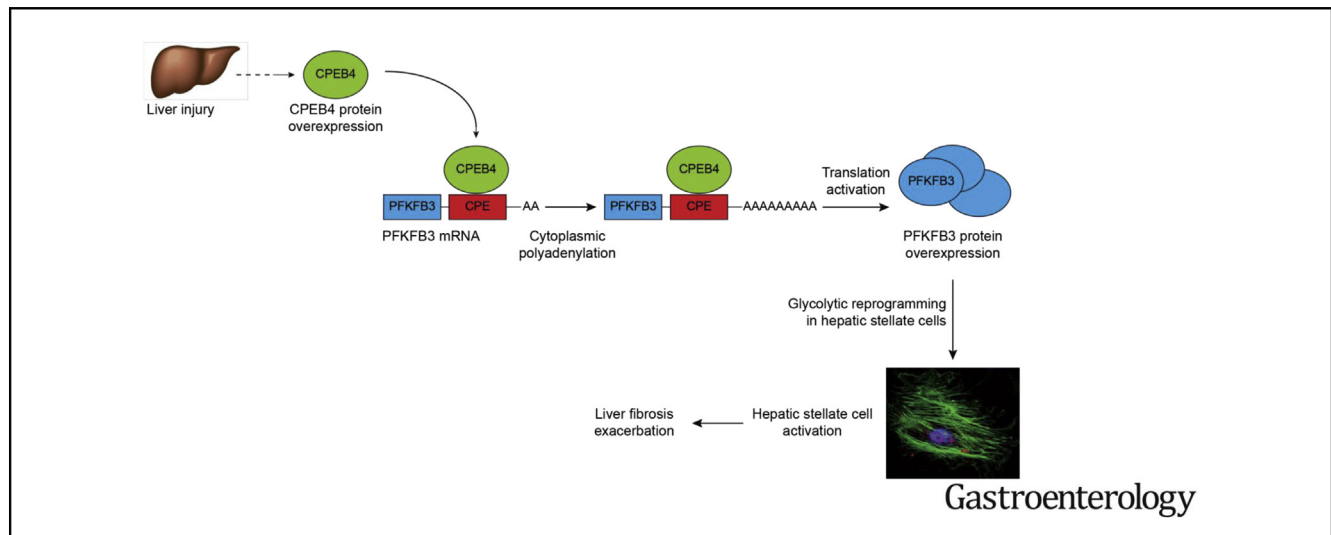 CPEB4
Liver injury
CPEB4 protein
overexpression
CPEB4
PFKFB3
CPE
AA
PFKFB3 mRNA
Cytoplasmic
polyadenylation
CPEB4
PFKFB3
CPE
AAAAAAAAA
Translation
activation
PFKFB3
PFKFB3 protein
overexpression
Glycolytic reprogramming
in hepatic stellate cells
Hepatic stellate cell
activation
Liver fibrosis
exacerbation
Gastroenterology